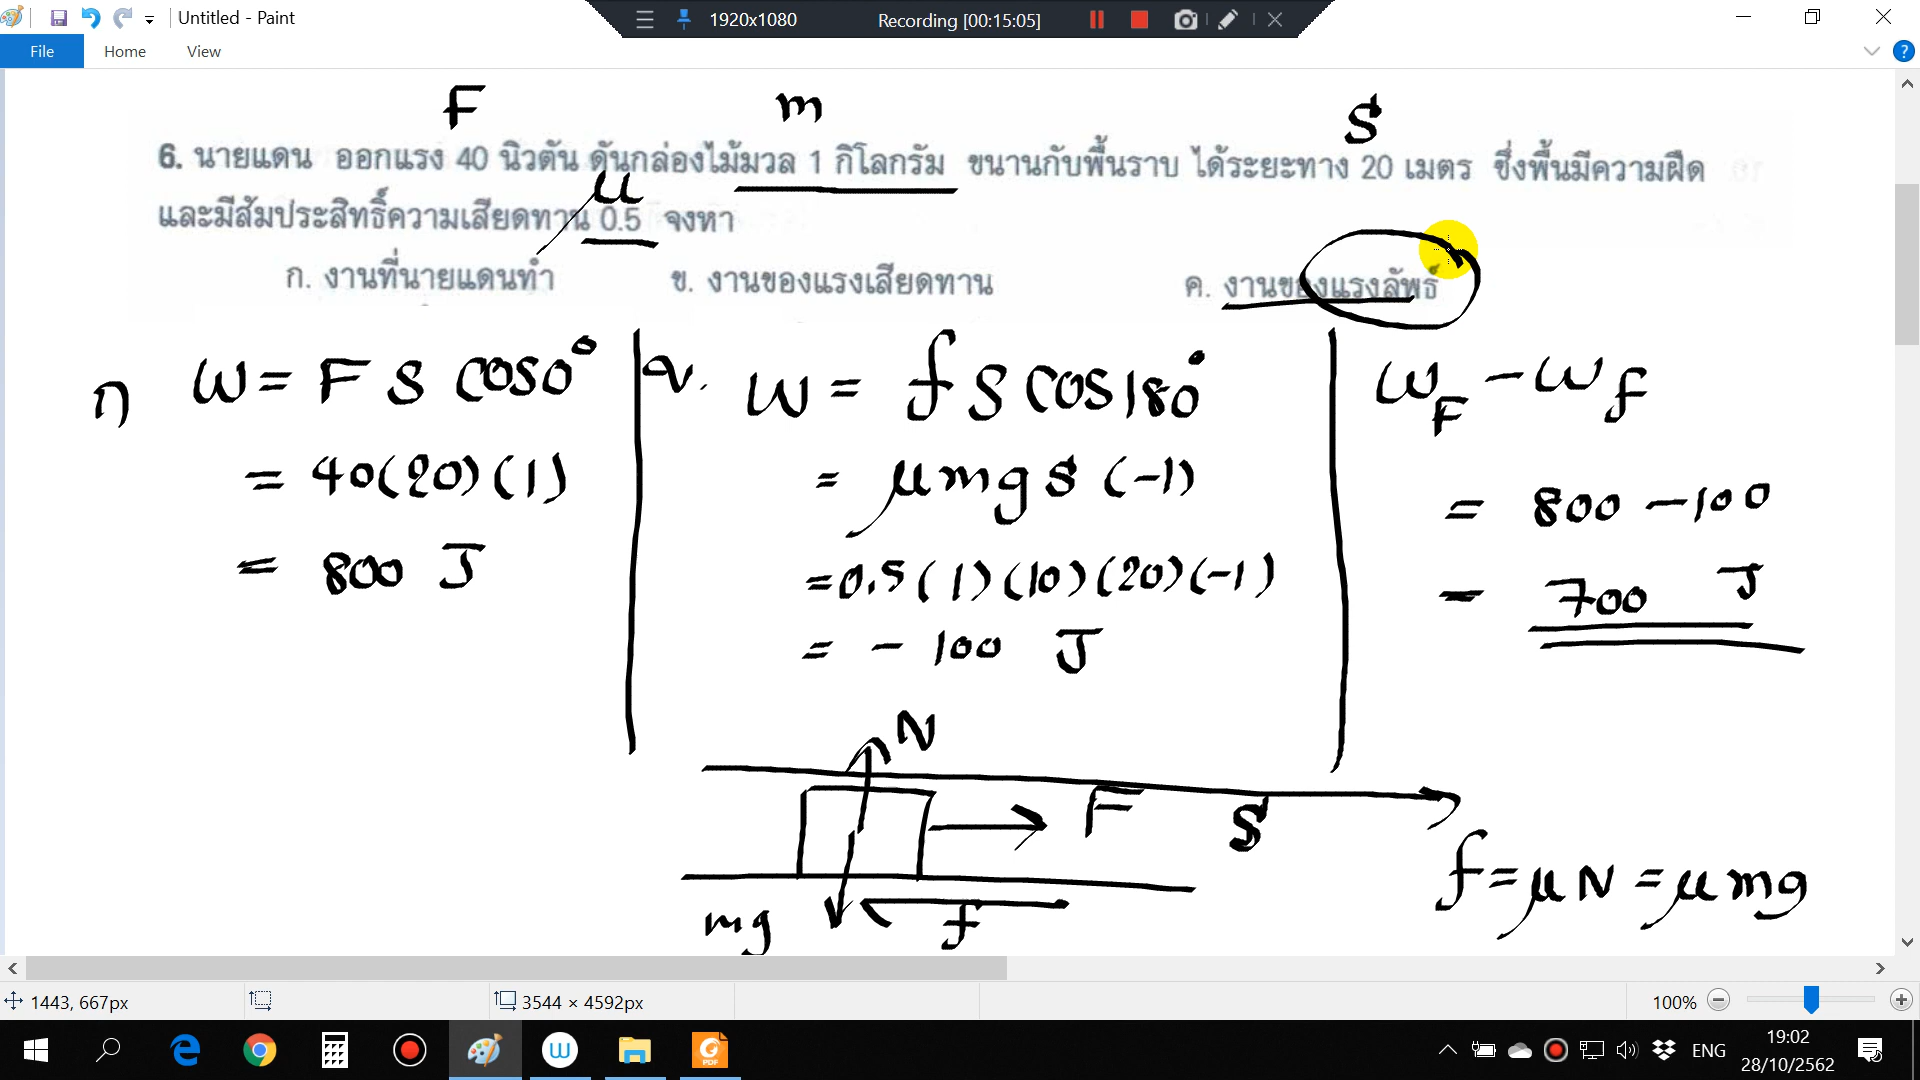 Untitled - Paint
1920x1080
Recording [00:15:05]
File Home View
F m S
6. นายแดน ออกแรง 40 นิวตัน ดันกล่องไม้มวล 1 กิโลกรัม ขนานกับพื้นราบ ได้ระยะทาง 20 เมตร ซึ่งพื้นมีความฝืด
μ
และมีสัมประสิทธิ์ความเสียดทาน 0.5 จงหา
ก. งานที่นายแดนทำ ข. งานของแรงเสียดทาน ค. งานของแรงลัพธ์
ก W = F S cos0°
= 40(20)(1)
= 800 J
ข. W = f S cos180°
= μmgs (-1)
= 0.5(1)(10)(20)(-1)
= - 100 J
W_F - W_f
= 800 - 100
= 700 J
N
F S
mg f
f = μN = μmg
1443, 667px
3544 × 4592px
100%
ENG
19:02
28/10/2562